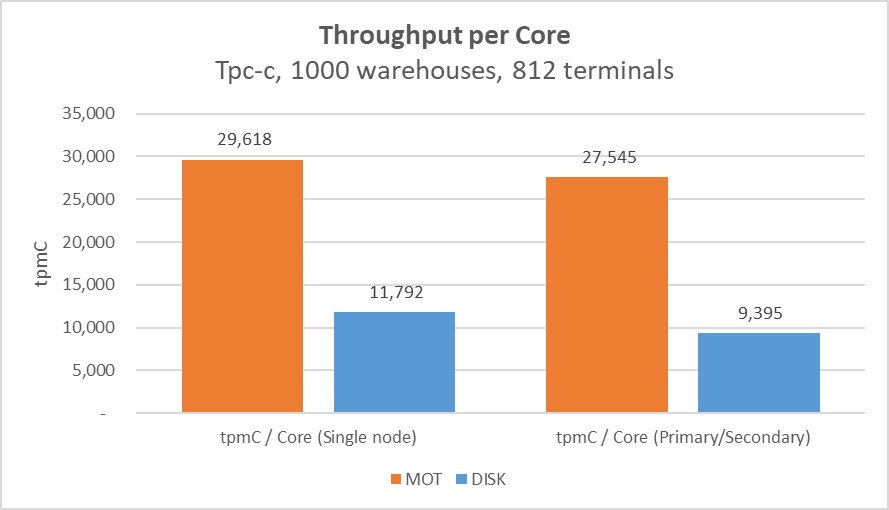 Throughput per Core
Tpc-c, 1000 warehouses, 812 terminals
tpmC
35,000
30,000
25,000
20,000
15,000
10,000
5,000
-
29,618
11,792
27,545
9,395
tpmC / Core (Single node)
tpmC / Core (Primary/Secondary)
MOT DISK